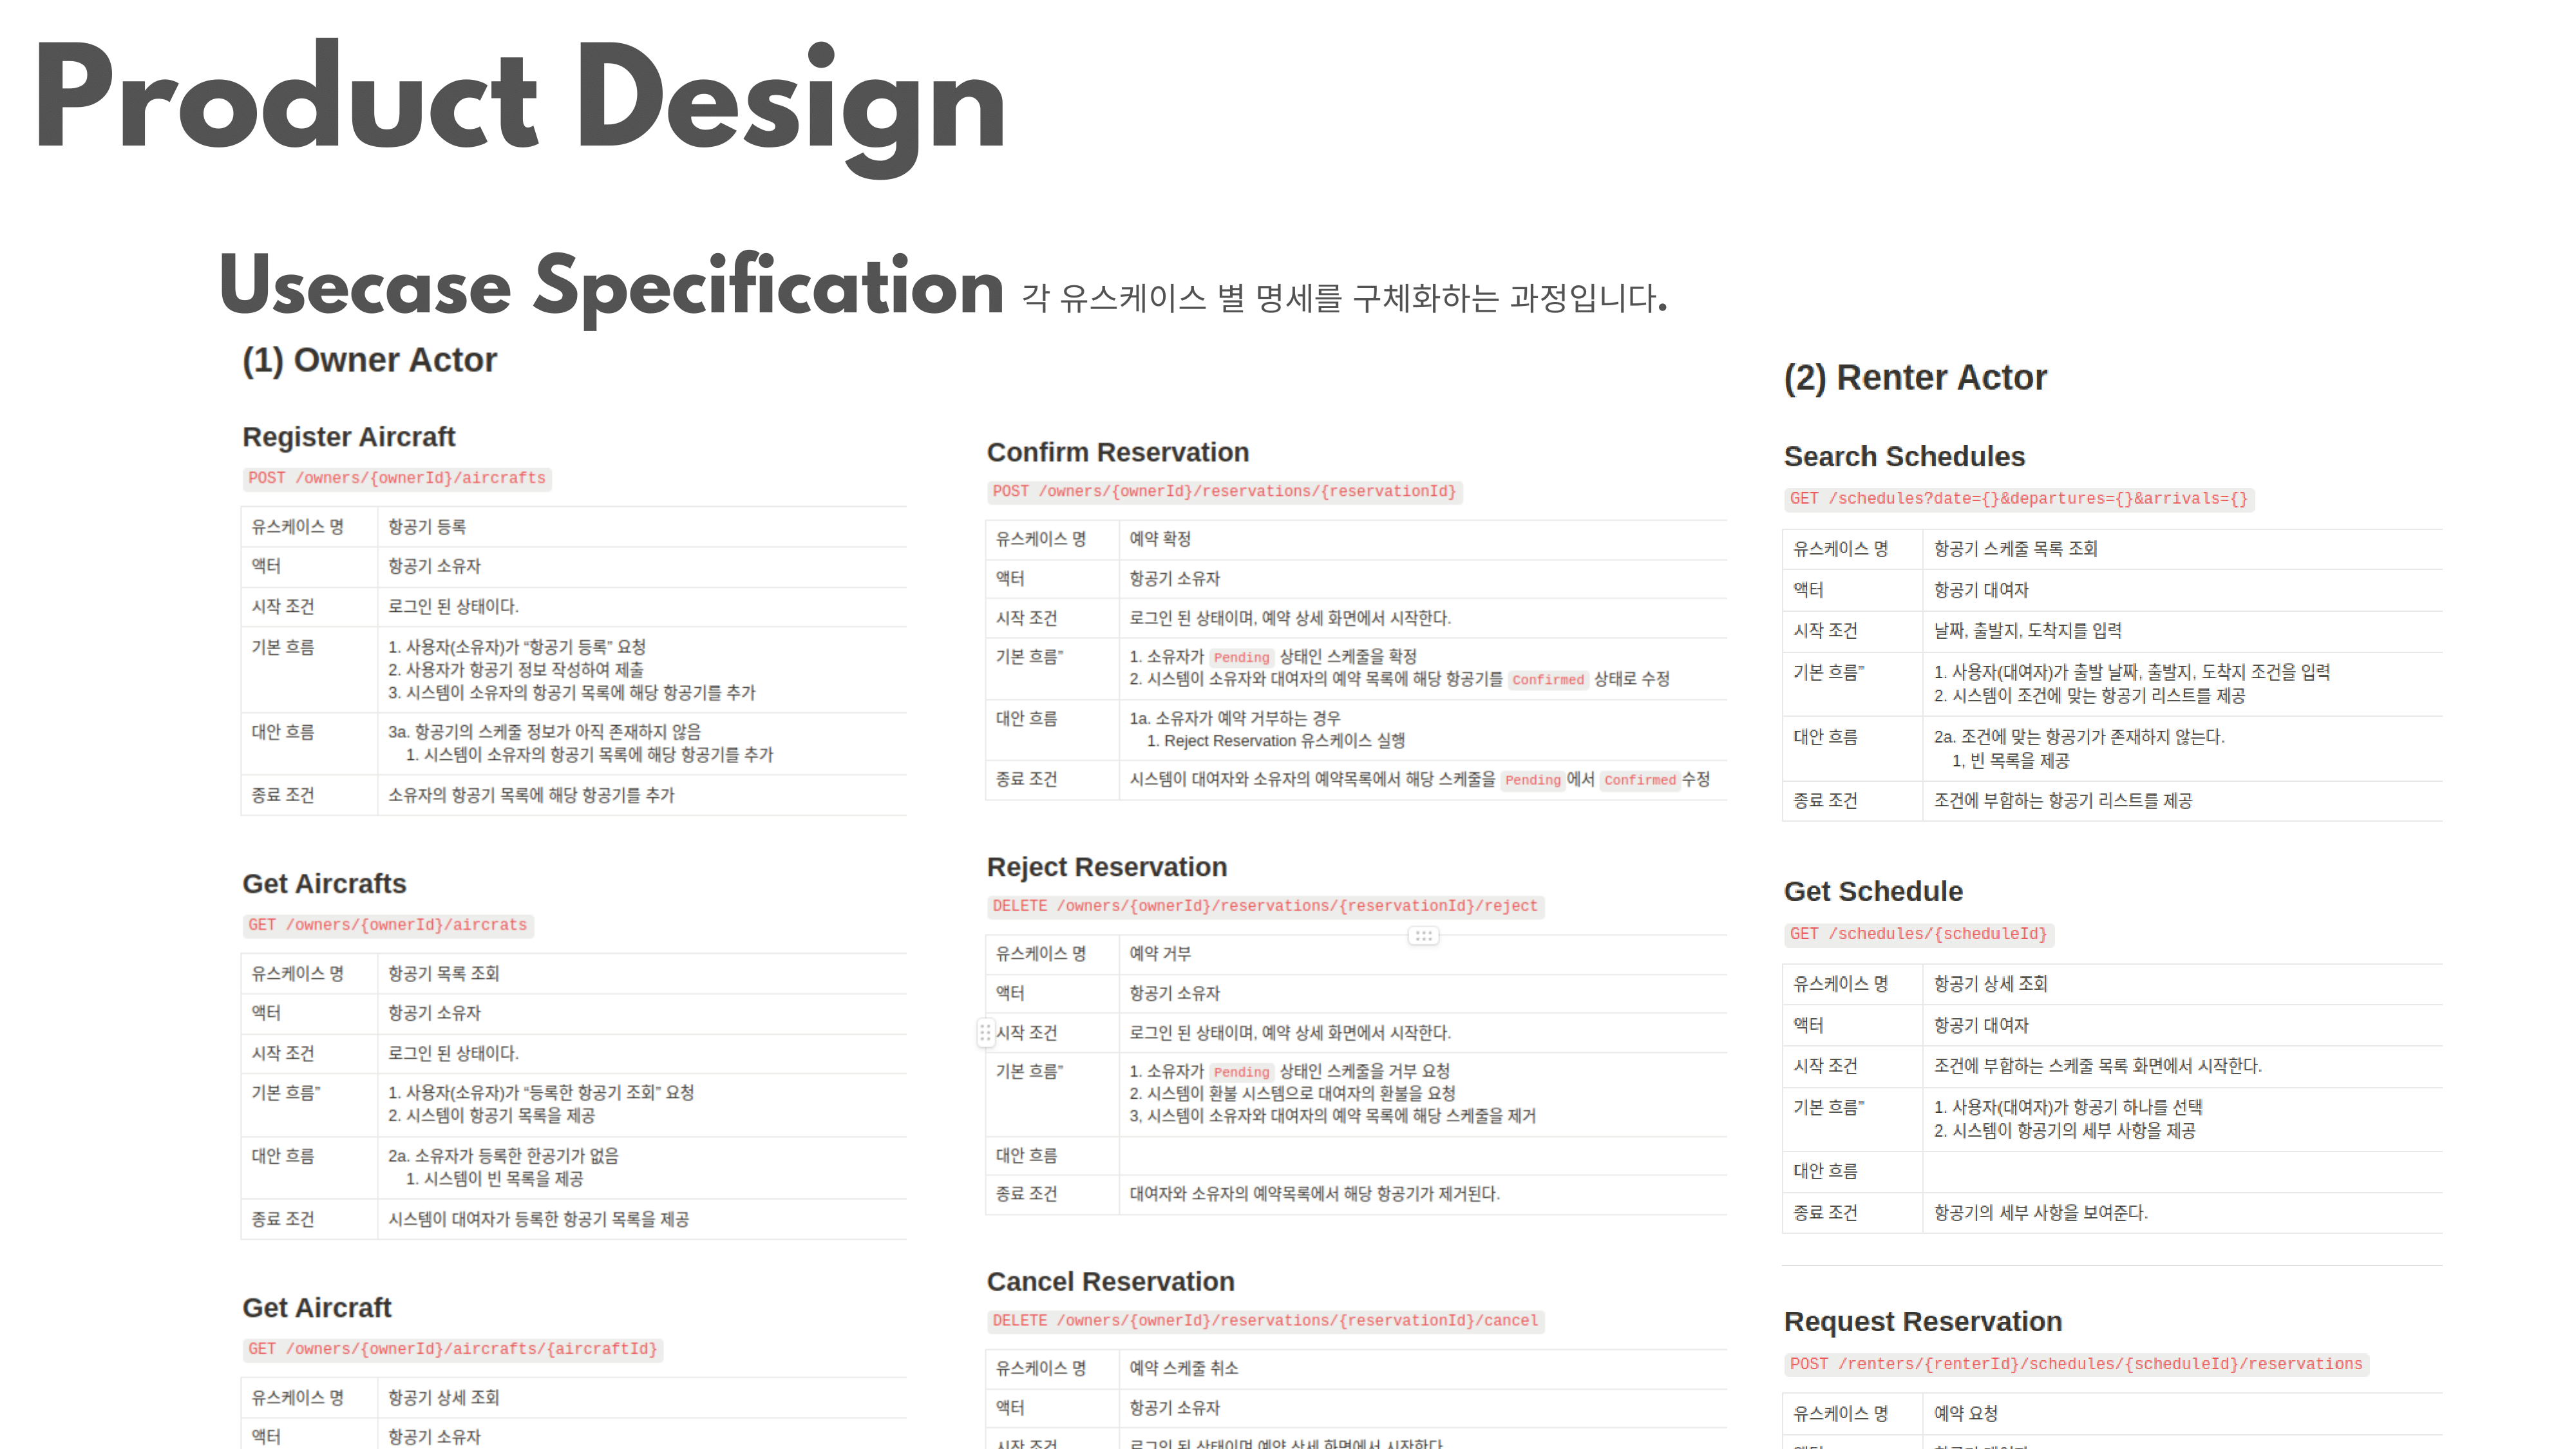 Product Design
Usecase Specification 각 유스케이스 별 명세를 구체화하는 과정입니다.
(1) Owner Actor
Register Aircraft
POST /owners/{ownerId}/aircrafts
유스케이스 명 항공기 등록
액터 항공기 소유자
시작 조건 로그인 된 상태이다.
기본 흐름 1. 사용자(소유자)가 “항공기 등록” 요청
2. 사용자가 항공기 정보 작성하여 제출
3. 시스템이 소유자의 항공기 목록에 해당 항공기를 추가
대안 흐름 3a. 항공기의 스케줄 정보가 아직 존재하지 않음
1. 시스템이 소유자의 항공기 목록에 해당 항공기를 추가
종료 조건 소유자의 항공기 목록에 해당 항공기를 추가
Get Aircrafts
GET /owners/{ownerId}/aircrats
유스케이스 명 항공기 목록 조회
액터 항공기 소유자
시작 조건 로그인 된 상태이다.
기본 흐름” 1. 사용자(소유자)가 “등록한 항공기 조회” 요청
2. 시스템이 항공기 목록을 제공
대안 흐름 2a. 소유자가 등록한 한공기가 없음
1. 시스템이 빈 목록을 제공
종료 조건 시스템이 대여자가 등록한 항공기 목록을 제공
Get Aircraft
GET /owners/{ownerId}/aircrafts/{aircraftId}
유스케이스 명 항공기 상세 조회
액터 항공기 소유자
Confirm Reservation
POST /owners/{ownerId}/reservations/{reservationId}
유스케이스 명 예약 확정
액터 항공기 소유자
시작 조건 로그인 된 상태이며, 예약 상세 화면에서 시작한다.
기본 흐름” 1. 소유자가 Pending 상태인 스케줄을 확정
2. 시스템이 소유자와 대여자의 예약 목록에 해당 항공기를 Confirmed 상태로 수정
대안 흐름 1a. 소유자가 예약 거부하는 경우
1. Reject Reservation 유스케이스 실행
종료 조건 시스템이 대여자와 소유자의 예약목록에서 해당 스케줄을 Pending 에서 Confirmed 수정
Reject Reservation
DELETE /owners/{ownerId}/reservations/{reservationId}/reject
유스케이스 명 예약 거부
액터 항공기 소유자
시작 조건 로그인 된 상태이며, 예약 상세 화면에서 시작한다.
기본 흐름” 1. 소유자가 Pending 상태인 스케줄을 거부 요청
2. 시스템이 환불 시스템으로 대여자의 환불을 요청
3, 시스템이 소유자와 대여자의 예약 목록에 해당 스케줄을 제거
대안 흐름
종료 조건 대여자와 소유자의 예약목록에서 해당 항공기가 제거된다.
Cancel Reservation
DELETE /owners/{ownerId}/reservations/{reservationId}/cancel
유스케이스 명 예약 스케줄 취소
액터 항공기 소유자
시작 조건 로그인 된 상태이며 예약 상세 화면에서 시작한다
(2) Renter Actor
Search Schedules
GET /schedules?date={}&departures={}&arrivals={}
유스케이스 명 항공기 스케줄 목록 조회
액터 항공기 대여자
시작 조건 날짜, 출발지, 도착지를 입력
기본 흐름” 1. 사용자(대여자)가 출발 날짜, 출발지, 도착지 조건을 입력
2. 시스템이 조건에 맞는 항공기 리스트를 제공
대안 흐름 2a. 조건에 맞는 항공기가 존재하지 않는다.
1, 빈 목록을 제공
종료 조건 조건에 부합하는 항공기 리스트를 제공
Get Schedule
GET /schedules/{scheduleId}
유스케이스 명 항공기 상세 조회
액터 항공기 대여자
시작 조건 조건에 부합하는 스케줄 목록 화면에서 시작한다.
기본 흐름” 1. 사용자(대여자)가 항공기 하나를 선택
2. 시스템이 항공기의 세부 사항을 제공
대안 흐름
종료 조건 항공기의 세부 사항을 보여준다.
Request Reservation
POST /renters/{renterId}/schedules/{scheduleId}/reservations
유스케이스 명 예약 요청